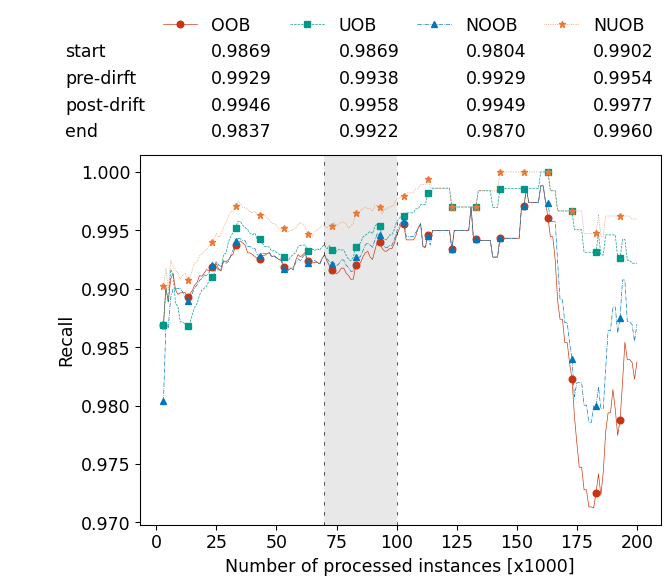 OOB UOB NOOB NUOB
start 0.9869 0.9869 0.9804 0.9902
pre-dirft 0.9929 0.9938 0.9929 0.9954
post-drift 0.9946 0.9958 0.9949 0.9977
end 0.9837 0.9922 0.9870 0.9960
1.000
0.995
0.990
0.985
0.980
0.975
0.970
Recall
0 25 50 75 100 125 150 175 200
Number of processed instances [x1000]